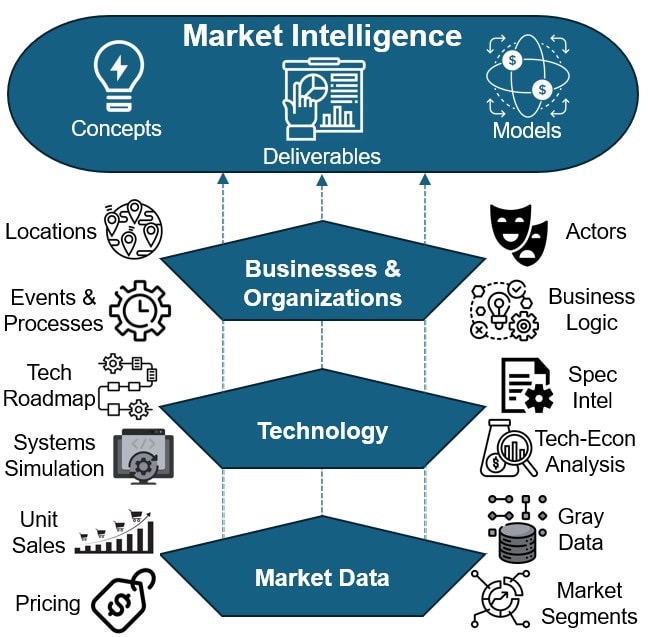 Market Intelligence
Concepts
Deliverables
Models
Locations
Actors
Businesses &
Organizations
Events &
Processes
Business
Logic
Tech
Roadmap
Spec
Intel
Technology
Systems
Simulation
Tech-Econ
Analysis
Unit
Sales
Gray
Data
Market Data
Pricing
Market
Segments